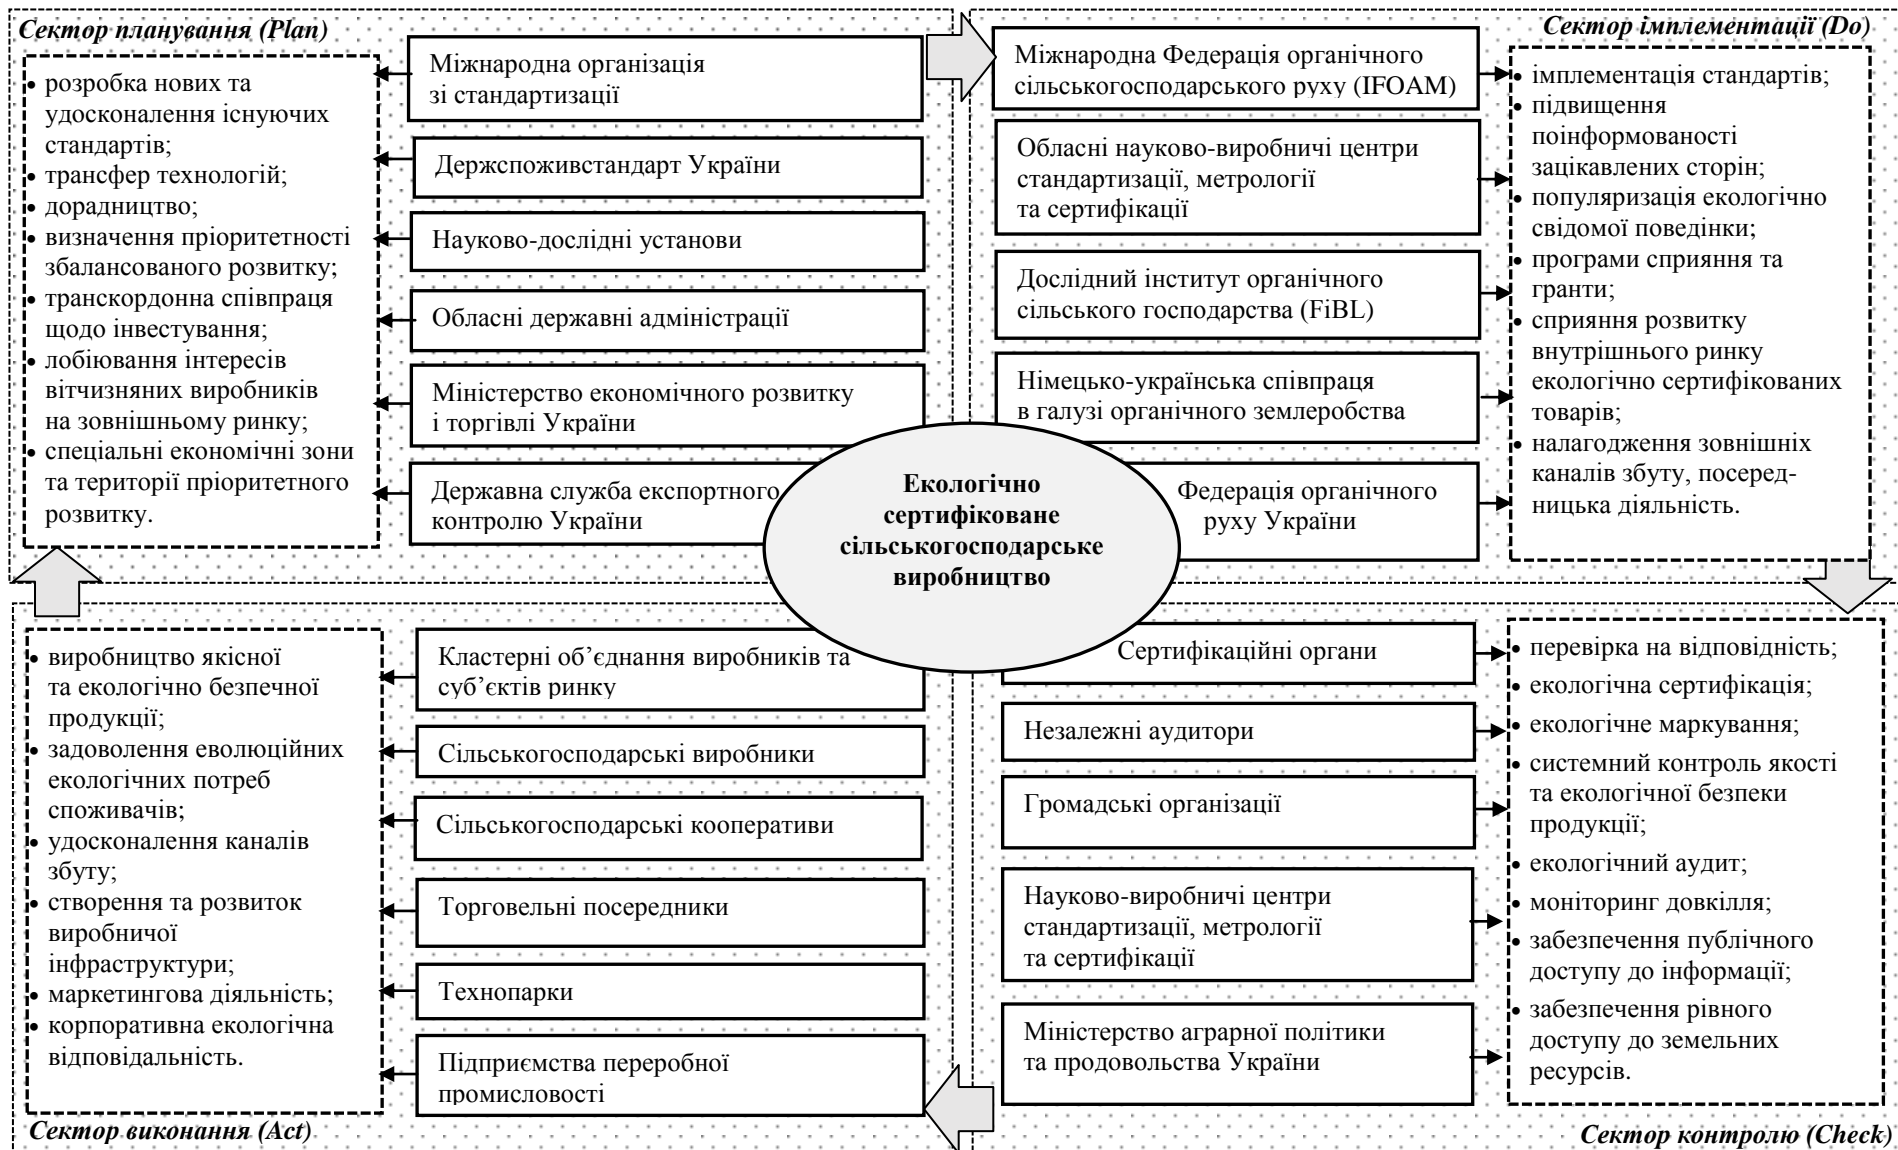 Сектор планування (Plan)
• розробка нових та
удосконалення існуючих
стандартів;
• трансфер технологій;
• дорадництво;
• визначення пріоритетності
збалансованого розвитку;
• транскордонна співпраця
щодо інвестування;
• лобіювання інтересів
вітчизняних виробників
на зовнішньому ринку;
• спеціальні економічні зони
та території пріоритетного
розвитку.
Міжнародна організація
зі стандартизації
Держспоживстандарт України
Науково-дослідні установи
Обласні державні адміністрації
Міністерство економічного розвитку
і торгівлі України
Державна служба експортного
контролю України
Сектор імплементації (Do)
Міжнародна Федерація органічного
сільськогосподарського руху (IFOAM)
Обласні науково-виробничі центри
стандартизації, метрології
та сертифікації
Дослідний інститут органічного
сільського господарства (FiBL)
Німецько-українська співпраця
в галузі органічного землеробства
Федерація органічного
руху України
• імплементація стандартів;
• підвищення
поінформованості
зацікавлених сторін;
• популяризація екологічно
свідомої поведінки;
• програми сприяння та
гранти;
• сприяння розвитку
внутрішнього ринку
екологічно сертифікованих
товарів;
• налагодження зовнішніх
каналів збуту, посеред-
ницька діяльність.
Екологічно
сертифіковане
сільськогосподарське
виробництво
• виробництво якісної
та екологічно безпечної
продукції;
• задоволення еволюційних
екологічних потреб
споживачів;
• удосконалення каналів
збуту;
• створення та розвиток
виробничої
інфраструктури;
• маркетингова діяльність;
• корпоративна екологічна
відповідальність.
Кластерні об’єднання виробників та
суб’єктів ринку
Сільськогосподарські виробники
Сільськогосподарські кооперативи
Торговельні посередники
Технопарки
Підприємства переробної
промисловості
Сектор виконання (Act)
Сертифікаційні органи
Незалежні аудитори
Громадські організації
Науково-виробничі центри
стандартизації, метрології
та сертифікації
Міністерство аграрної політики
та продовольства України
• перевірка на відповідність;
• екологічна сертифікація;
• екологічне маркування;
• системний контроль якості
та екологічної безпеки
продукції;
• екологічний аудит;
• моніторинг довкілля;
• забезпечення публічного
доступу до інформації;
• забезпечення рівного
доступу до земельних
ресурсів.
Сектор контролю (Check)